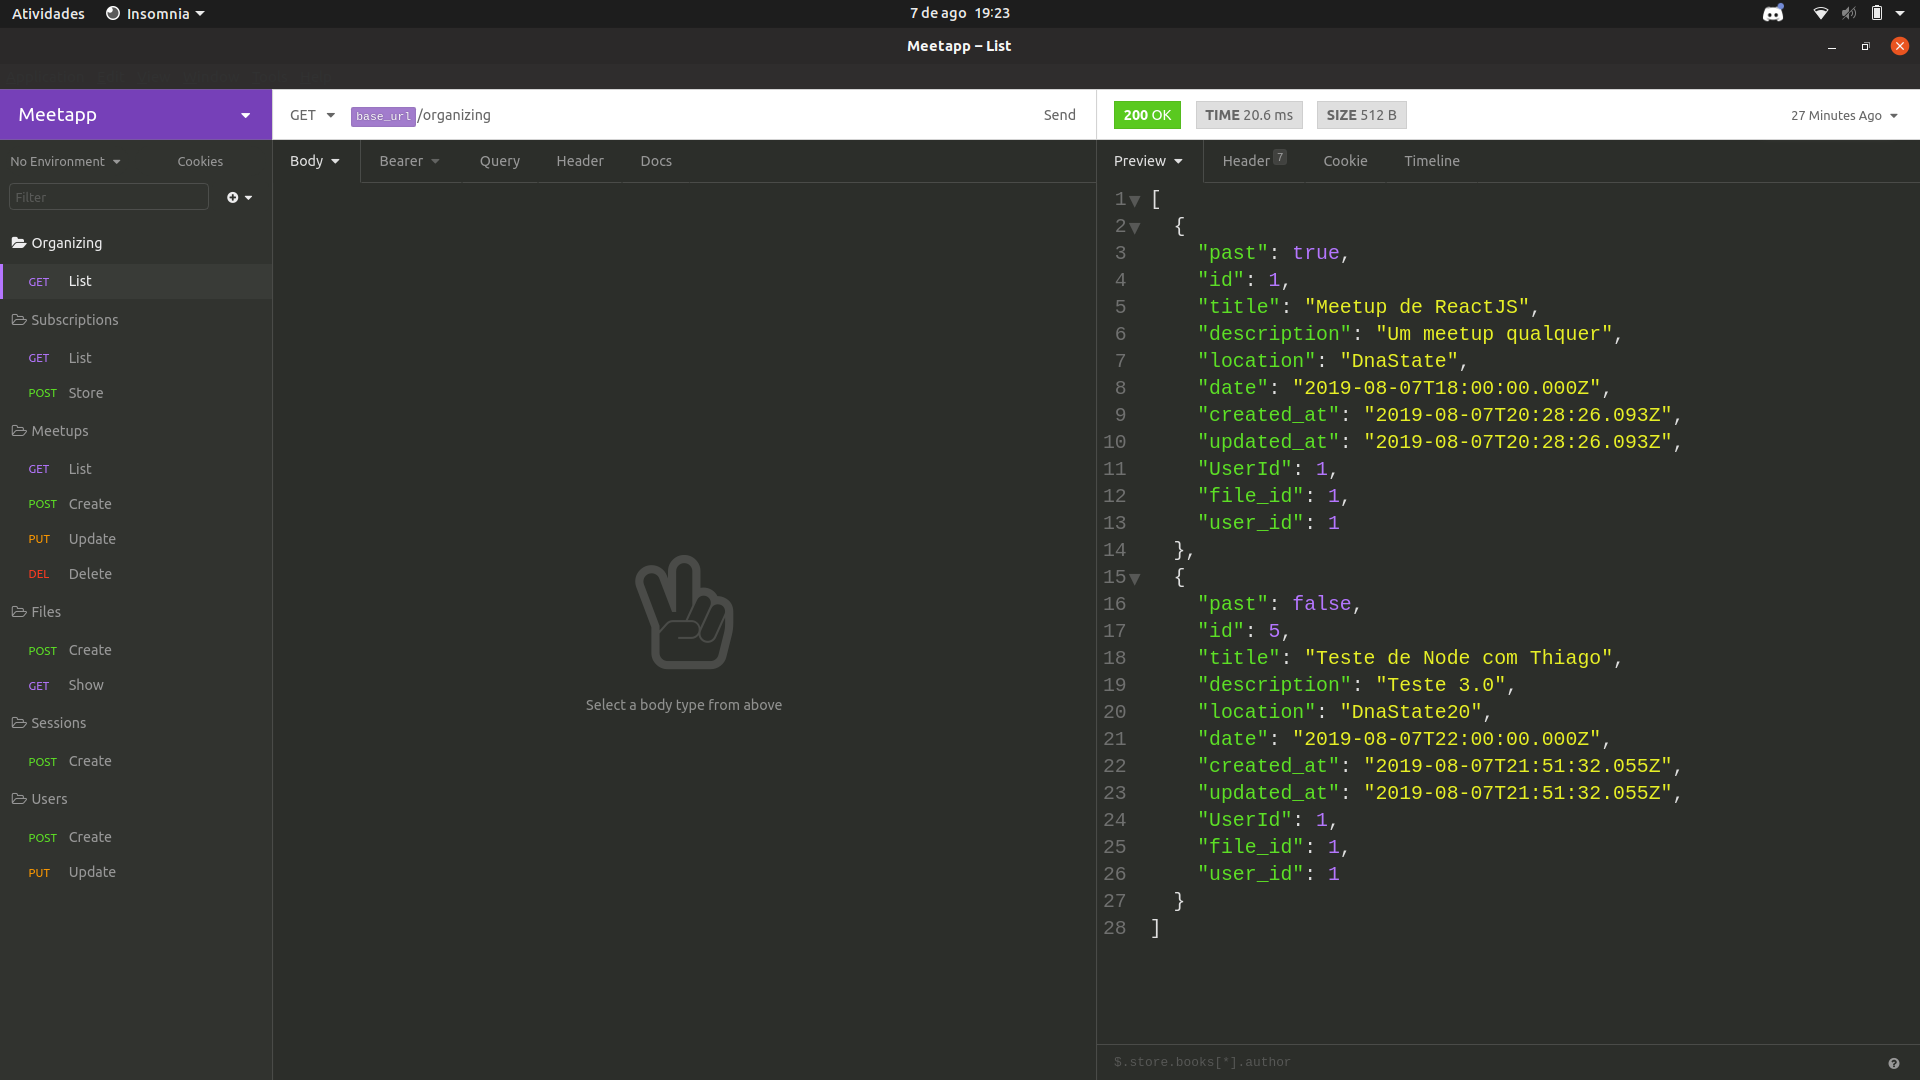 Atividades
Insomnia
7 de ago 19:23
Meetapp – List
Meetapp
GET
base_url/organizing
Send
200 OK
TIME 20.6 ms
SIZE 512 B
27 Minutes Ago
No Environment
Cookies
Filter
Organizing
GET List
Subscriptions
GET List
POST Store
Meetups
GET List
POST Create
PUT Update
DEL Delete
Files
POST Create
GET Show
Sessions
POST Create
Users
POST Create
PUT Update
Body
Bearer
Query
Header
Docs
Select a body type from above
Preview
Header 7
Cookie
Timeline
1 [
2 {
3 "past": true,
4 "id": 1,
5 "title": "Meetup de ReactJS",
6 "description": "Um meetup qualquer",
7 "location": "DnaState",
8 "date": "2019-08-07T18:00:00.000Z",
9 "created_at": "2019-08-07T20:28:26.093Z",
10 "updated_at": "2019-08-07T20:28:26.093Z",
11 "UserId": 1,
12 "file_id": 1,
13 "user_id": 1
14 },
15 {
16 "past": false,
17 "id": 5,
18 "title": "Teste de Node com Thiago",
19 "description": "Teste 3.0",
20 "location": "DnaState20",
21 "date": "2019-08-07T22:00:00.000Z",
22 "created_at": "2019-08-07T21:51:32.055Z",
23 "updated_at": "2019-08-07T21:51:32.055Z",
24 "UserId": 1,
25 "file_id": 1,
26 "user_id": 1
27 }
28 ]
$.store.books[*].author